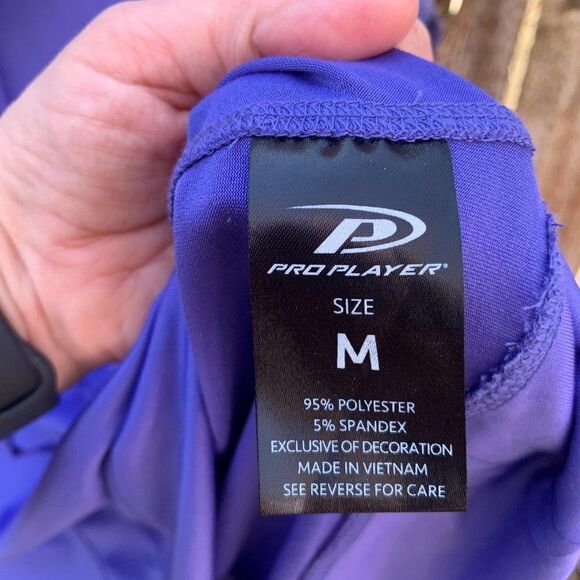 P
PRO PLAYER®
SIZE
M
95% POLYESTER
5% SPANDEX
EXCLUSIVE OF DECORATION
MADE IN VIETNAM
SEE REVERSE FOR CARE